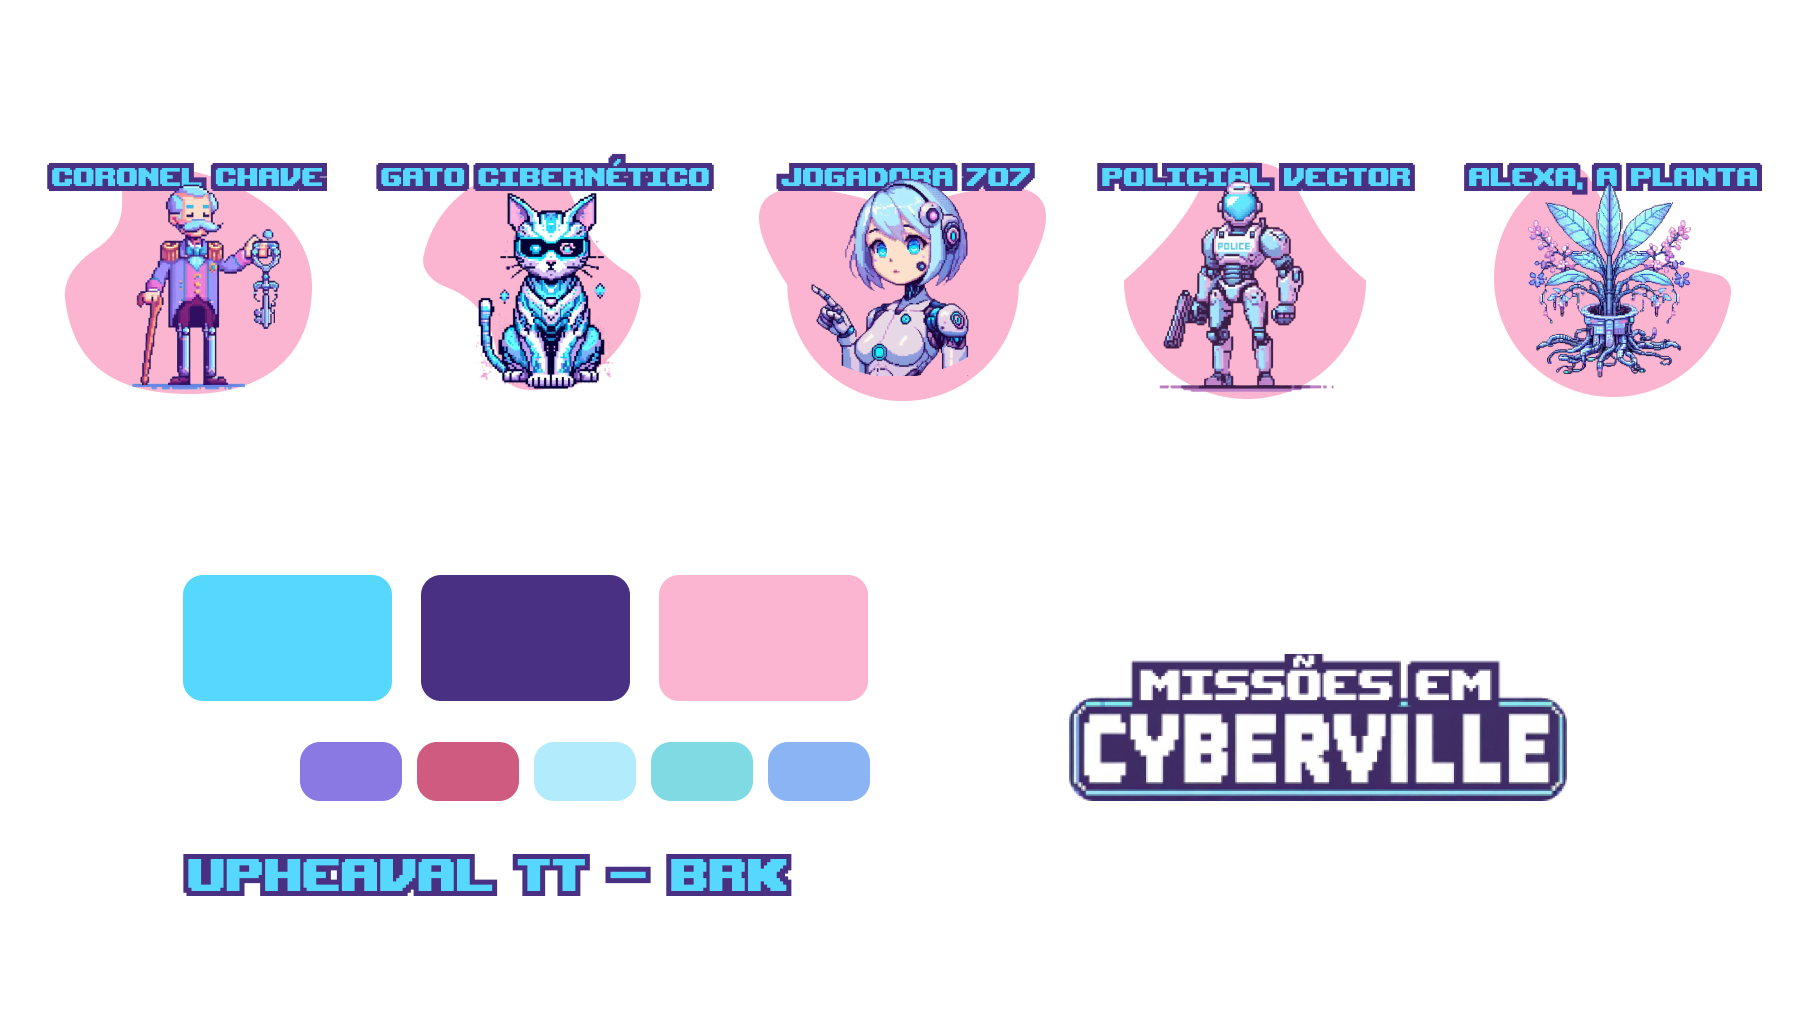 CORONEL CHAVE
GATO CIBERNÉTICO
JOGADORA 707
POLICIAL VECTOR
ALEXA, A PLANTA
POLICE
MISSÕES EM
CYBERVILLE
UPHEAVAL TT — BRK